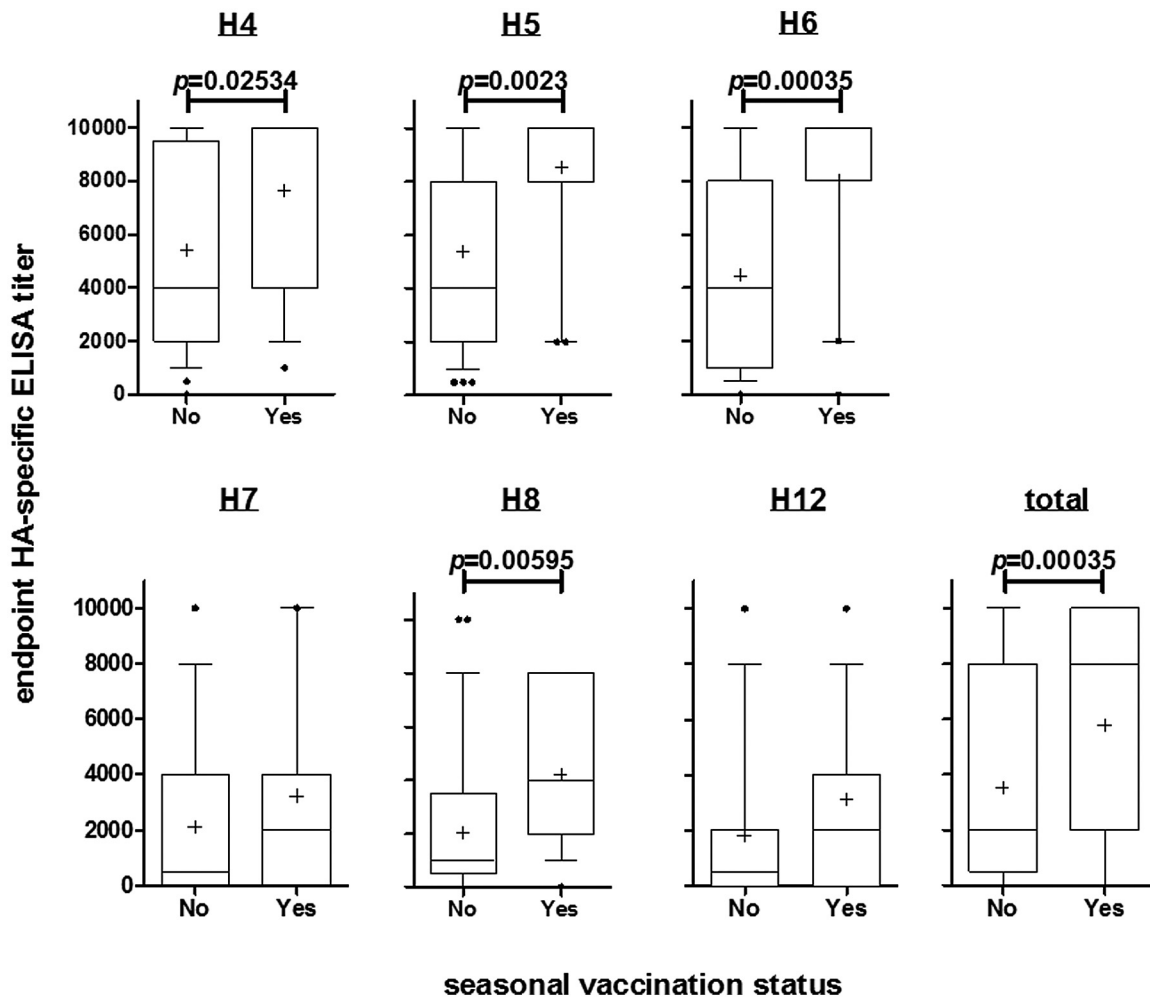 H4 H5 H6
p=0.02534 p=0.0023 p=0.00035
10000
8000
6000
4000
2000
0
No Yes No Yes No Yes
endpoint HA-specific ELISA titer
H7 H8 H12 total
p=0.00595 p=0.00035
10000
8000
6000
4000
2000
0
No Yes No Yes No Yes No Yes
seasonal vaccination status